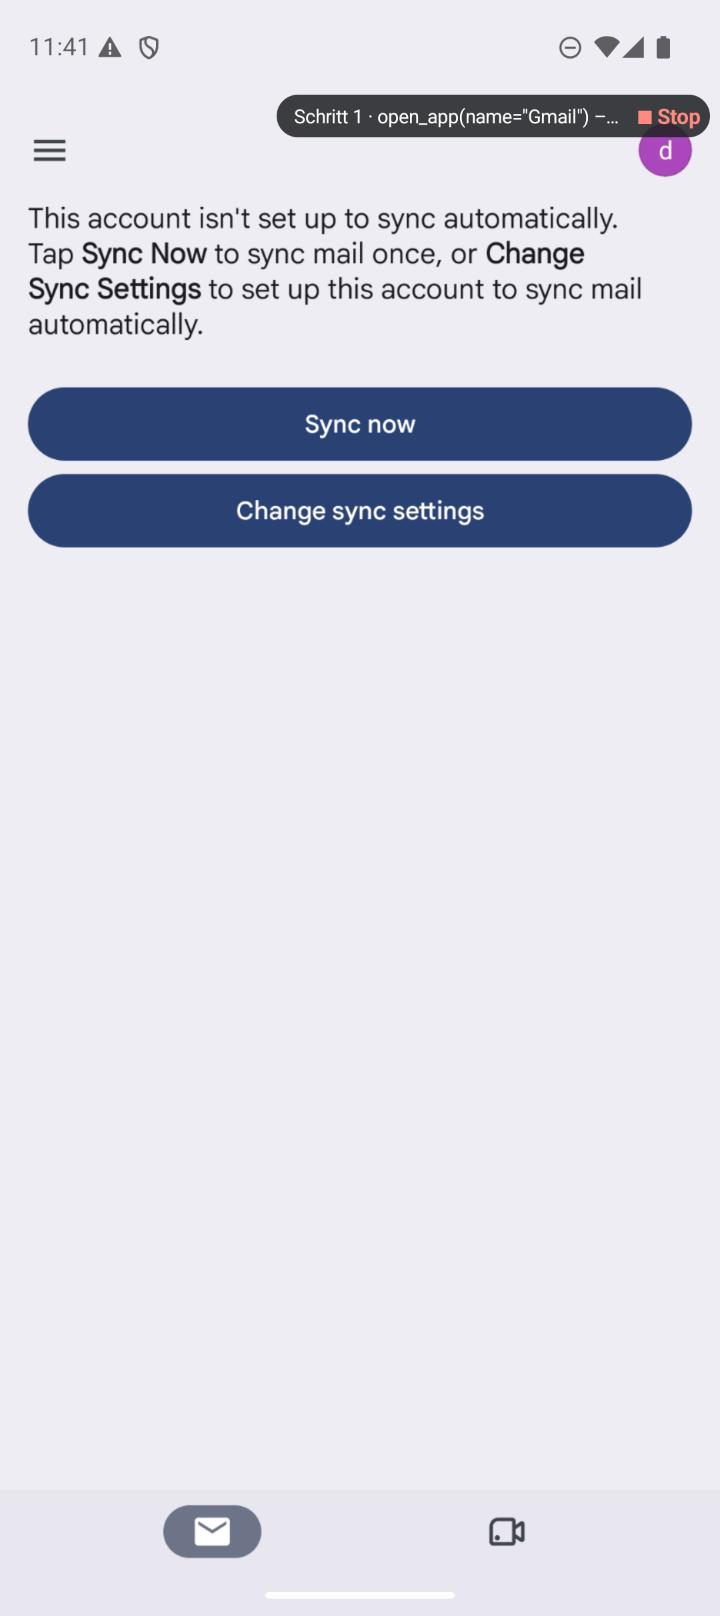 11:41
Schritt 1 · open_app(name="Gmail") –... Stop
d
This account isn't set up to sync automatically.
Tap Sync Now to sync mail once, or Change
Sync Settings to set up this account to sync mail
automatically.
Sync now
Change sync settings